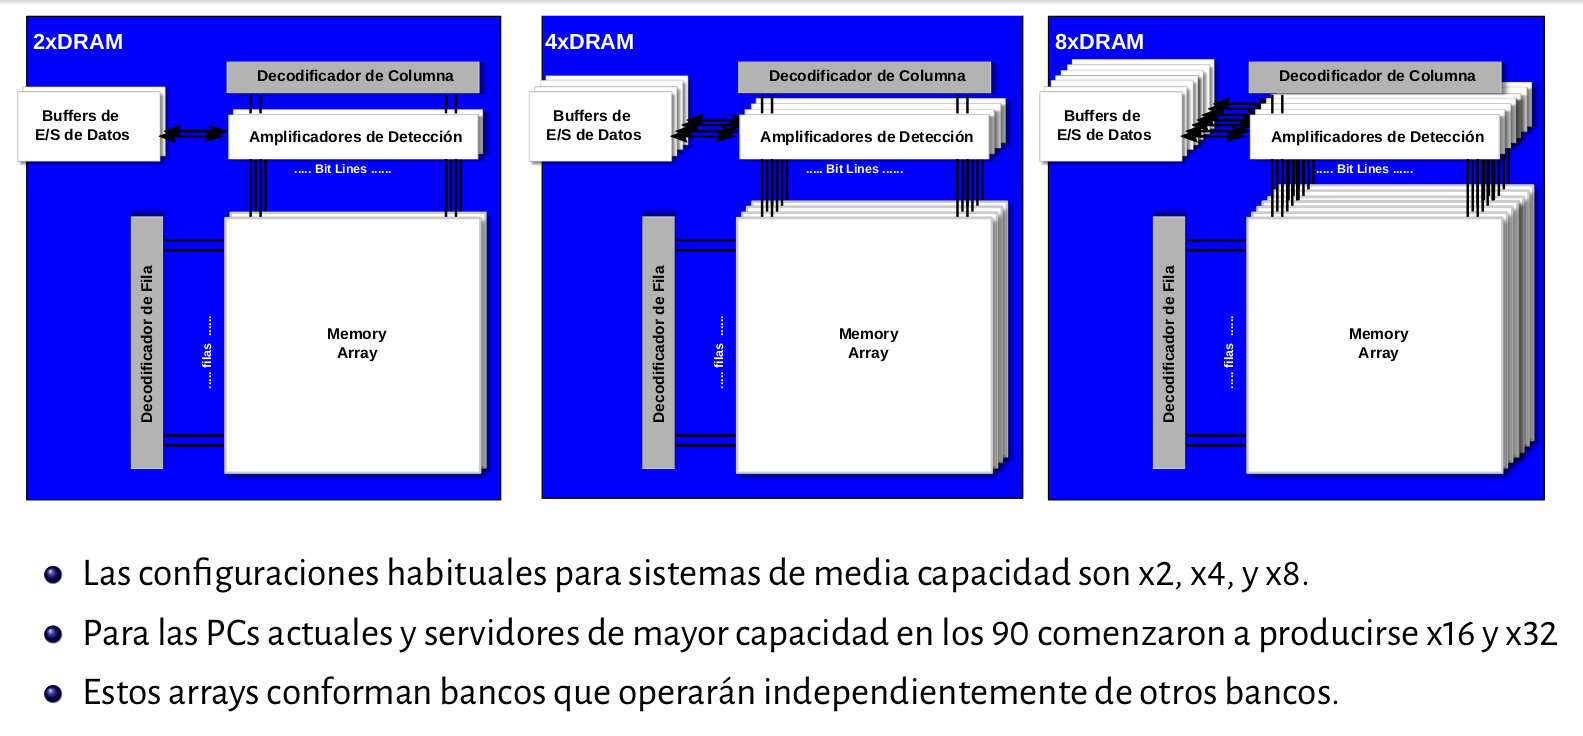 2xDRAM
Decodificador de Columna
Buffers de
E/S de Datos
Amplificadores de Detección
..... Bit Lines ......
Decodificador de Fila
..... filas ......
Memory
Array
4xDRAM
Decodificador de Columna
Buffers de
E/S de Datos
Amplificadores de Detección
..... Bit Lines ......
Decodificador de Fila
..... filas ......
Memory
Array
8xDRAM
Decodificador de Columna
Buffers de
E/S de Datos
Amplificadores de Detección
..... Bit Lines ......
Decodificador de Fila
..... filas ......
Memory
Array
Las configuraciones habituales para sistemas de media capacidad son x2, x4, y x8.
Para las PCs actuales y servidores de mayor capacidad en los 90 comenzaron a producirse x16 y x32
Estos arrays conforman bancos que operarán independientemente de otros bancos.